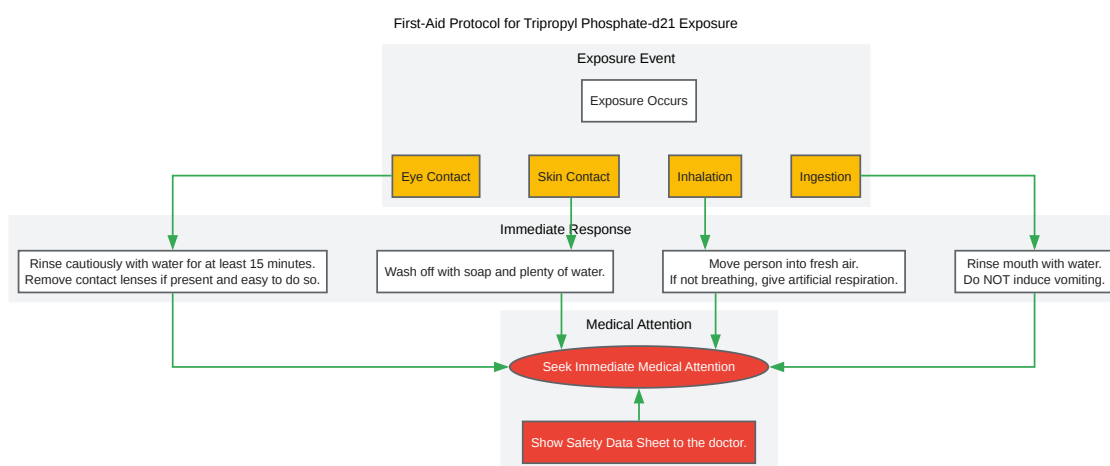 First-Aid Protocol for Tripropyl Phosphate-d21 Exposure
Exposure Event
Exposure Occurs
Eye Contact
Skin Contact
Inhalation
Ingestion
Immediate Response
Rinse cautiously with water for at least 15 minutes.
Remove contact lenses if present and easy to do so.
Wash off with soap and plenty of water.
Move person into fresh air.
If not breathing, give artificial respiration.
Rinse mouth with water.
Do NOT induce vomiting.
Medical Attention
Seek Immediate Medical Attention
Show Safety Data Sheet to the doctor.